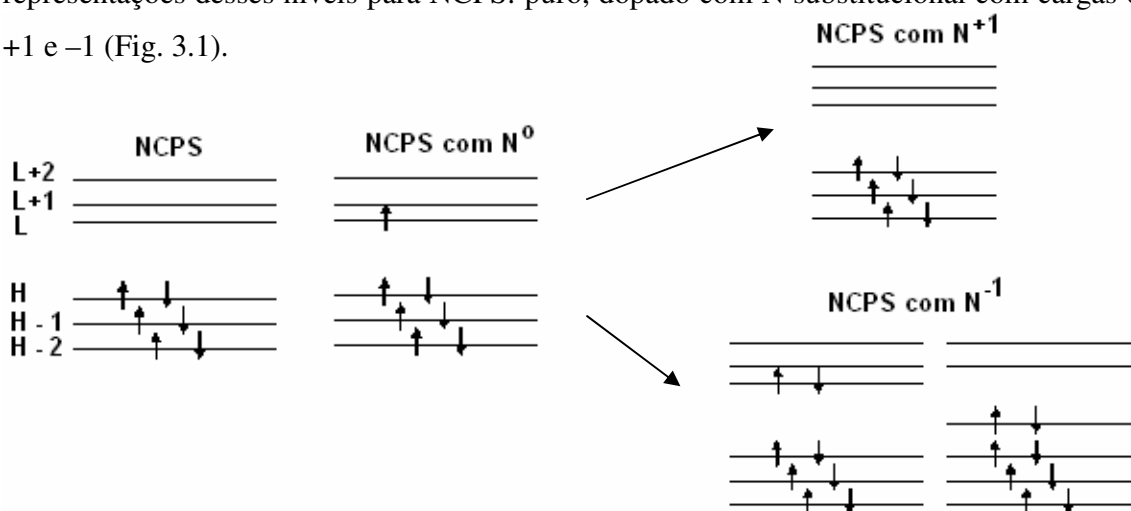 representações desses níveis para NCPS: puro, dopado com N substitucional com cargas
+1 e –1 (Fig. 3.1).
NCPS com N+1
NCPS
NCPS com N0
L+2
L+1
L
H
H - 1
H - 2
NCPS com N-1